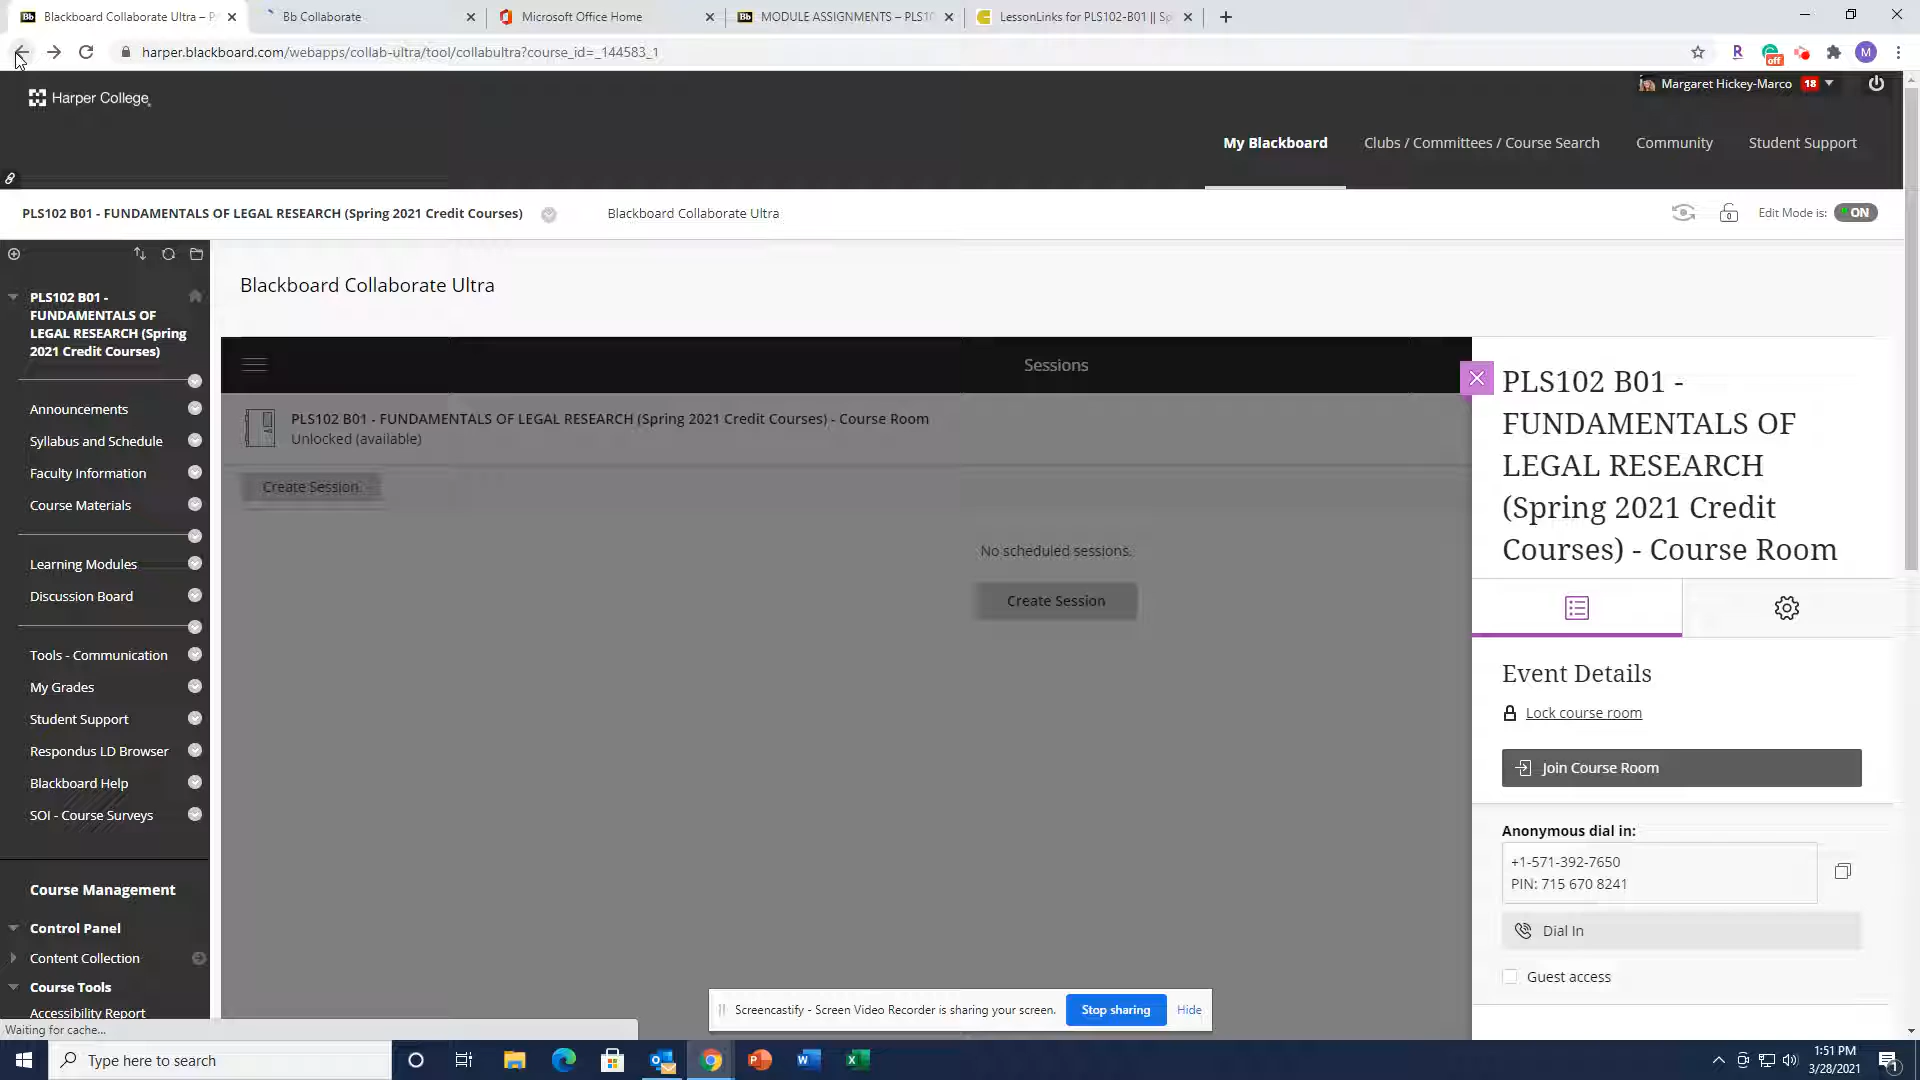 Blackboard Collaborate Ultra – P
Bb Collaborate
Microsoft Office Home
MODULE ASSIGNMENTS – PLS10
LessonLinks for PLS102-B01 || Sp
harper.blackboard.com/webapps/collab-ultra/tool/collabultra?course_id=_144583_1
off
M
Harper College
Margaret Hickey-Marco 18
My Blackboard
Clubs / Committees / Course Search
Community
Student Support
PLS102 B01 - FUNDAMENTALS OF LEGAL RESEARCH (Spring 2021 Credit Courses)
Blackboard Collaborate Ultra
Edit Mode is: ON
PLS102 B01 -
FUNDAMENTALS OF
LEGAL RESEARCH (Spring
2021 Credit Courses)
Announcements
Syllabus and Schedule
Faculty Information
Course Materials
Learning Modules
Discussion Board
Tools - Communication
My Grades
Student Support
Respondus LD Browser
Blackboard Help
SOI - Course Surveys
Course Management
Control Panel
Content Collection
Course Tools
Accessibility Report
Waiting for cache...
Blackboard Collaborate Ultra
Sessions
PLS102 B01 - FUNDAMENTALS OF LEGAL RESEARCH (Spring 2021 Credit Courses) - Course Room
Unlocked (available)
Create Session
No scheduled sessions.
Create Session
PLS102 B01 -
FUNDAMENTALS OF
LEGAL RESEARCH
(Spring 2021 Credit
Courses) - Course Room
Event Details
Lock course room
Join Course Room
Anonymous dial in:
+1-571-392-7650
PIN: 715 670 8241
Dial In
Guest access
Screencastify - Screen Video Recorder is sharing your screen.
Stop sharing
Hide
Type here to search
1:51 PM
3/28/2021
1